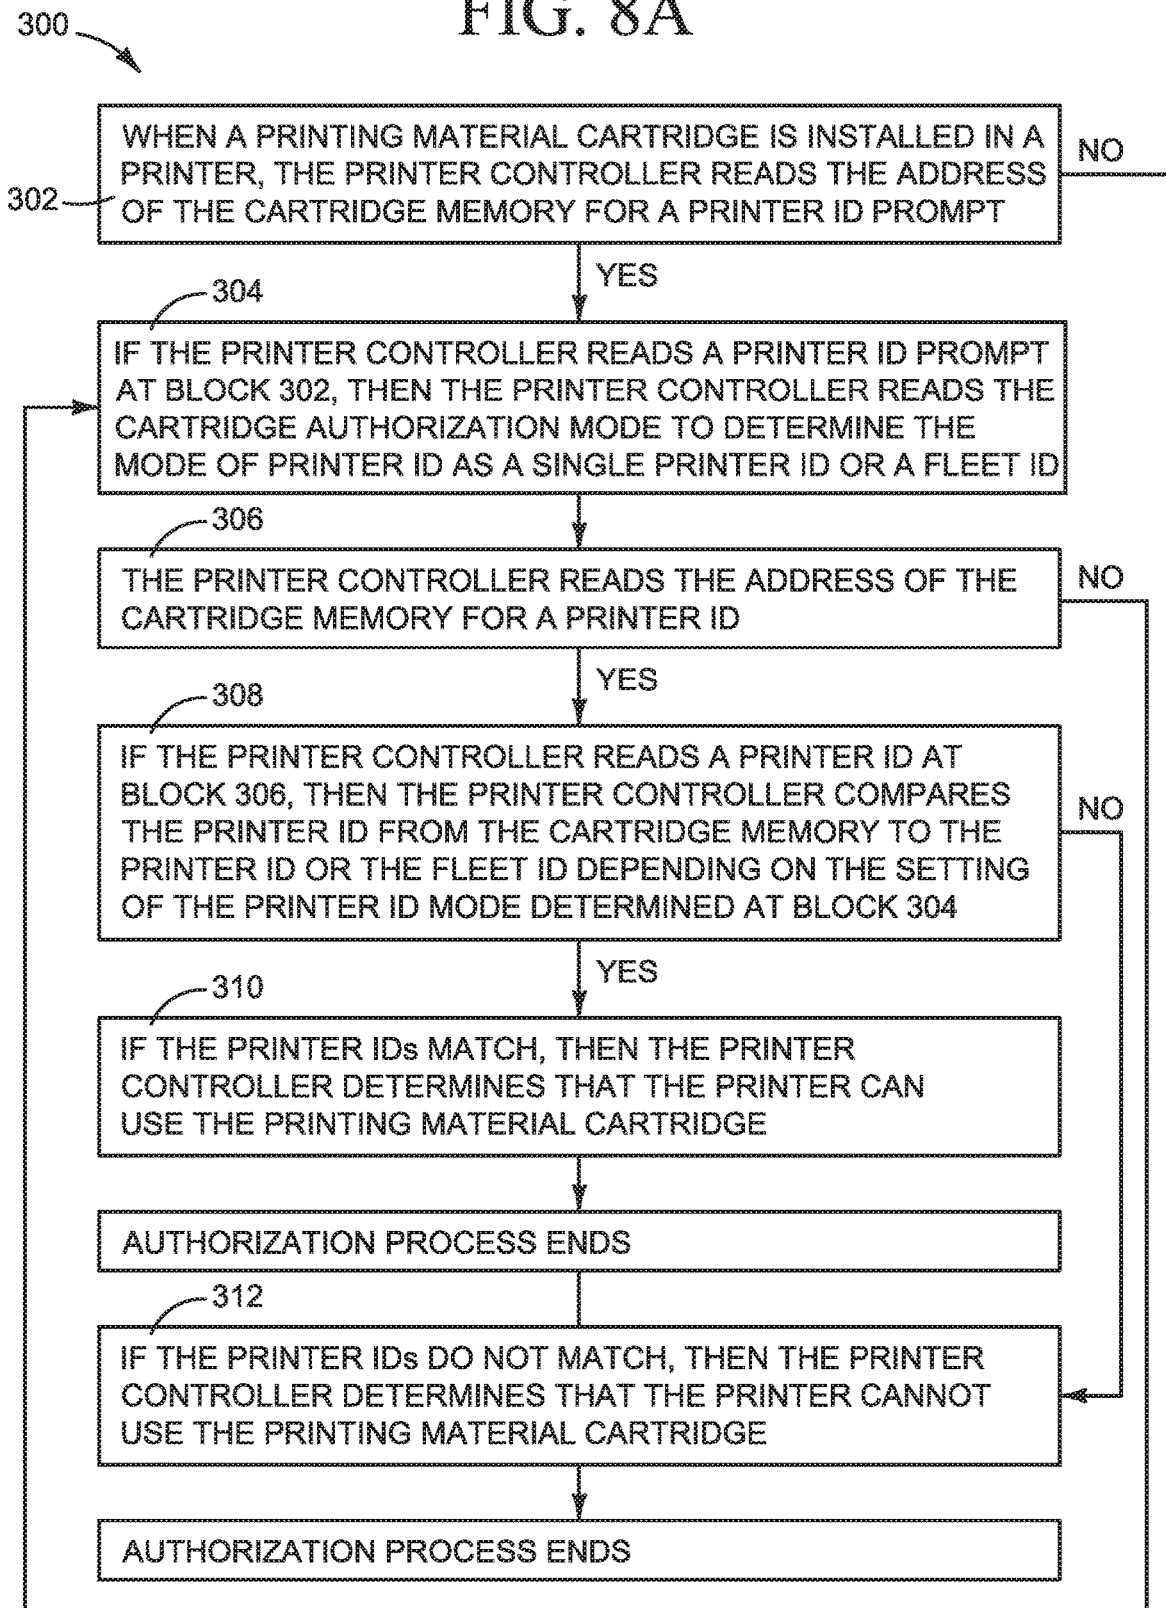 FIG. 8A
300
WHEN A PRINTING MATERIAL CARTRIDGE IS INSTALLED IN A
PRINTER, THE PRINTER CONTROLLER READS THE ADDRESS
OF THE CARTRIDGE MEMORY FOR A PRINTER ID PROMPT
NO
302
YES
304
IF THE PRINTER CONTROLLER READS A PRINTER ID PROMPT
AT BLOCK 302, THEN THE PRINTER CONTROLLER READS THE
CARTRIDGE AUTHORIZATION MODE TO DETERMINE THE
MODE OF PRINTER ID AS A SINGLE PRINTER ID OR A FLEET ID
306
THE PRINTER CONTROLLER READS THE ADDRESS OF THE
CARTRIDGE MEMORY FOR A PRINTER ID
NO
YES
308
IF THE PRINTER CONTROLLER READS A PRINTER ID AT
BLOCK 306, THEN THE PRINTER CONTROLLER COMPARES
THE PRINTER ID FROM THE CARTRIDGE MEMORY TO THE
PRINTER ID OR THE FLEET ID DEPENDING ON THE SETTING
OF THE PRINTER ID MODE DETERMINED AT BLOCK 304
NO
YES
310
IF THE PRINTER IDs MATCH, THEN THE PRINTER
CONTROLLER DETERMINES THAT THE PRINTER CAN
USE THE PRINTING MATERIAL CARTRIDGE
AUTHORIZATION PROCESS ENDS
312
IF THE PRINTER IDs DO NOT MATCH, THEN THE PRINTER
CONTROLLER DETERMINES THAT THE PRINTER CANNOT
USE THE PRINTING MATERIAL CARTRIDGE
AUTHORIZATION PROCESS ENDS